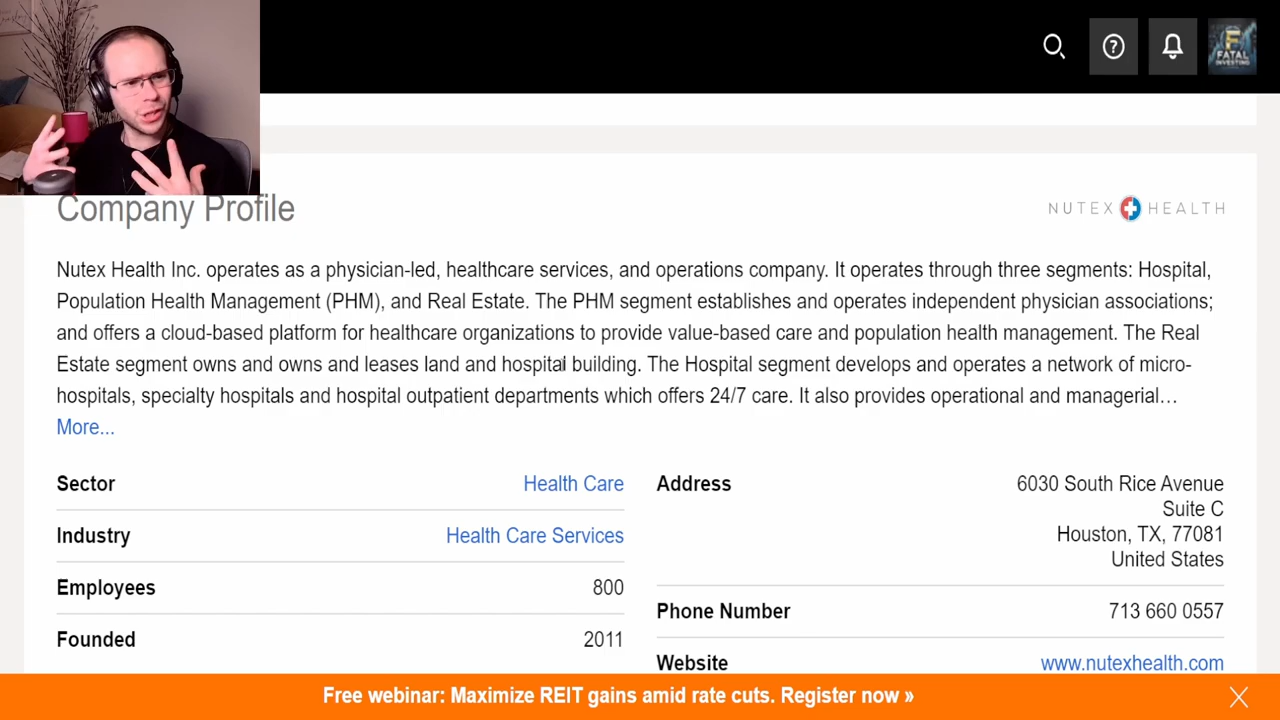 F
FATAL
INVESTING
Company Profile
NUTEX HEALTH
Nutex Health Inc. operates as a physician-led, healthcare services, and operations company. It operates through three segments: Hospital,
Population Health Management (PHM), and Real Estate. The PHM segment establishes and operates independent physician associations;
and offers a cloud-based platform for healthcare organizations to provide value-based care and population health management. The Real
Estate segment owns and owns and leases land and hospital building. The Hospital segment develops and operates a network of micro-
hospitals, specialty hospitals and hospital outpatient departments which offers 24/7 care. It also provides operational and managerial…
More...
Sector Health Care
Industry Health Care Services
Employees 800
Founded 2011
Address 6030 South Rice Avenue
Suite C
Houston, TX, 77081
United States
Phone Number 713 660 0557
Website www.nutexhealth.com
Free webinar: Maximize REIT gains amid rate cuts. Register now »